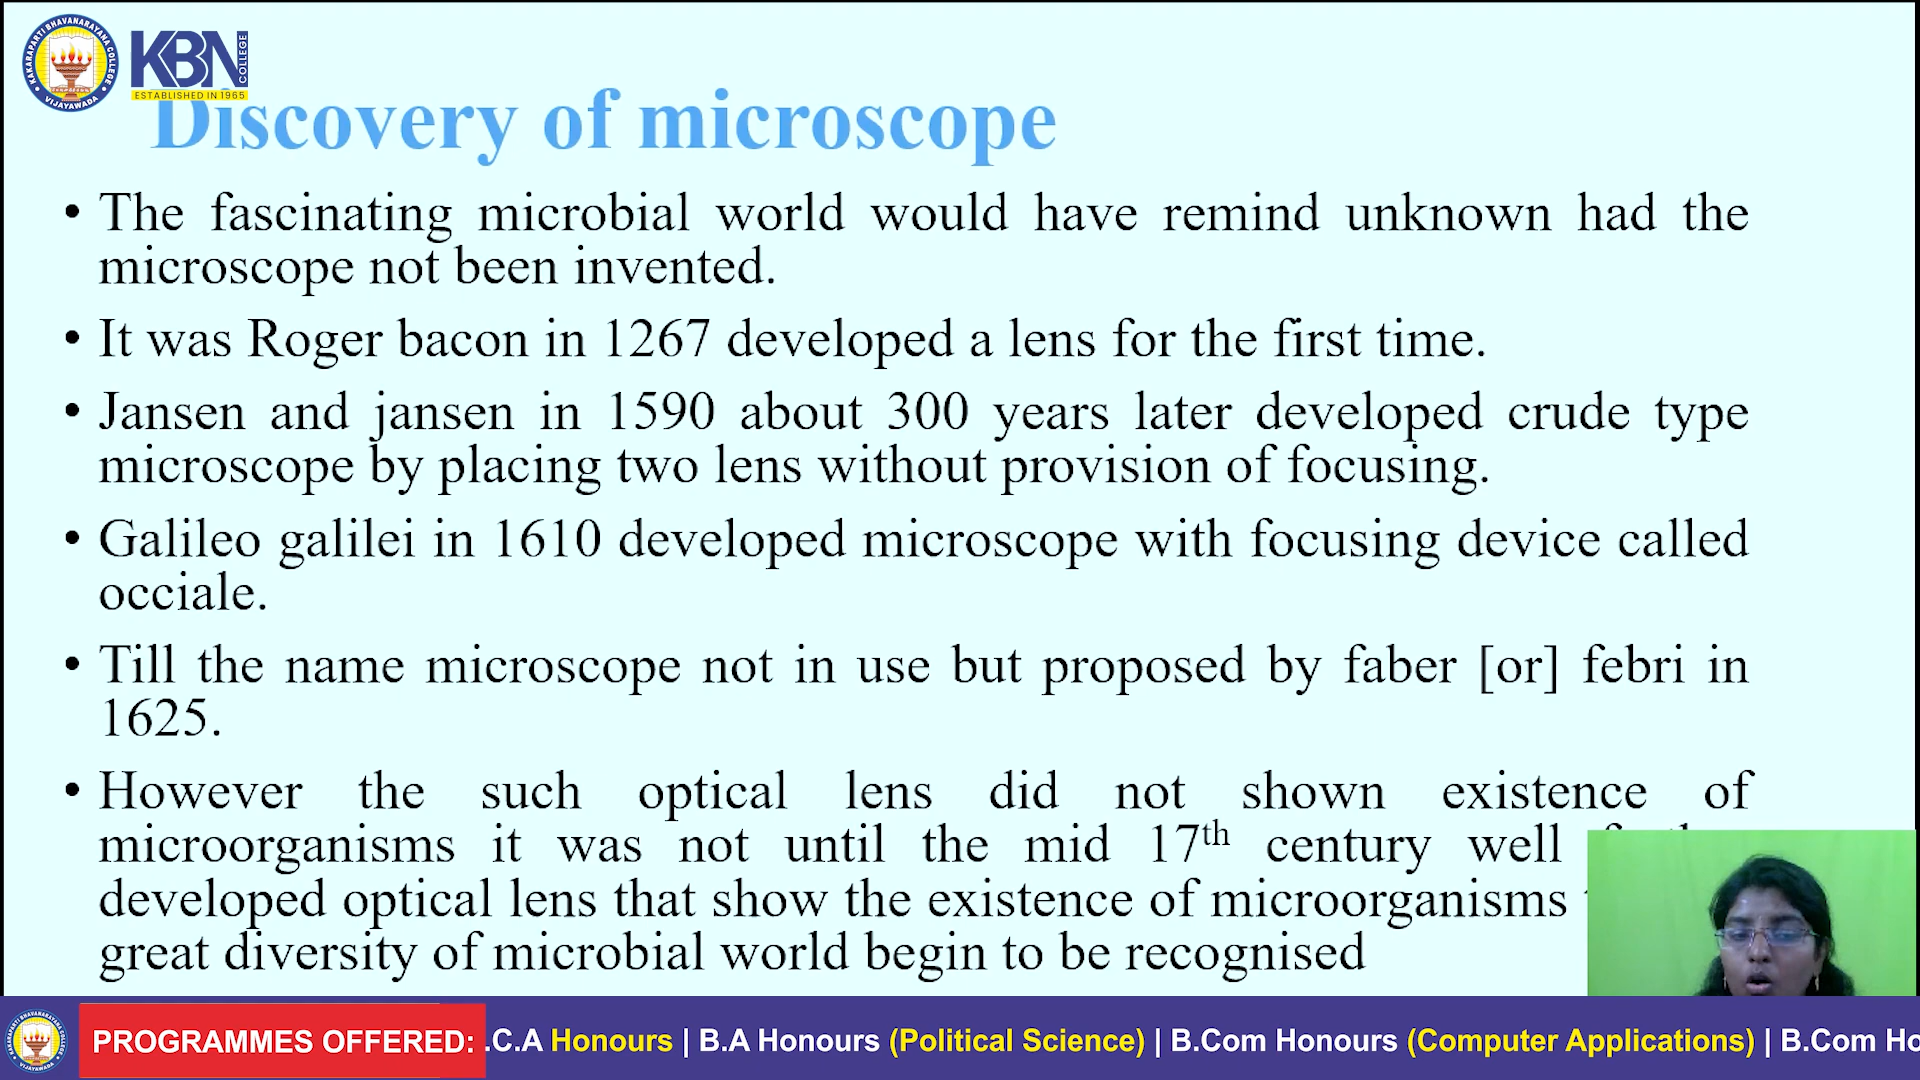 KAKARAPARTI BHAVANARAYANA COLLEGE
VIJAYAWADA
KBN
COLLEGE
ESTABLISHED IN 1965
Discovery of microscope
• The fascinating microbial world would have remind unknown had the
microscope not been invented.
• It was Roger bacon in 1267 developed a lens for the first time.
• Jansen and jansen in 1590 about 300 years later developed crude type
microscope by placing two lens without provision of focusing.
• Galileo galilei in 1610 developed microscope with focusing device called
occiale.
• Till the name microscope not in use but proposed by faber [or] febri in
1625.
• However the such optical lens did not shown existence of
microorganisms it was not until the mid 17th century well
developed optical lens that show the existence of microorganisms
great diversity of microbial world begin to be recognised
PROGRAMMES OFFERED: .C.A Honours | B.A Honours (Political Science) | B.Com Honours (Computer Applications) | B.Com Ho